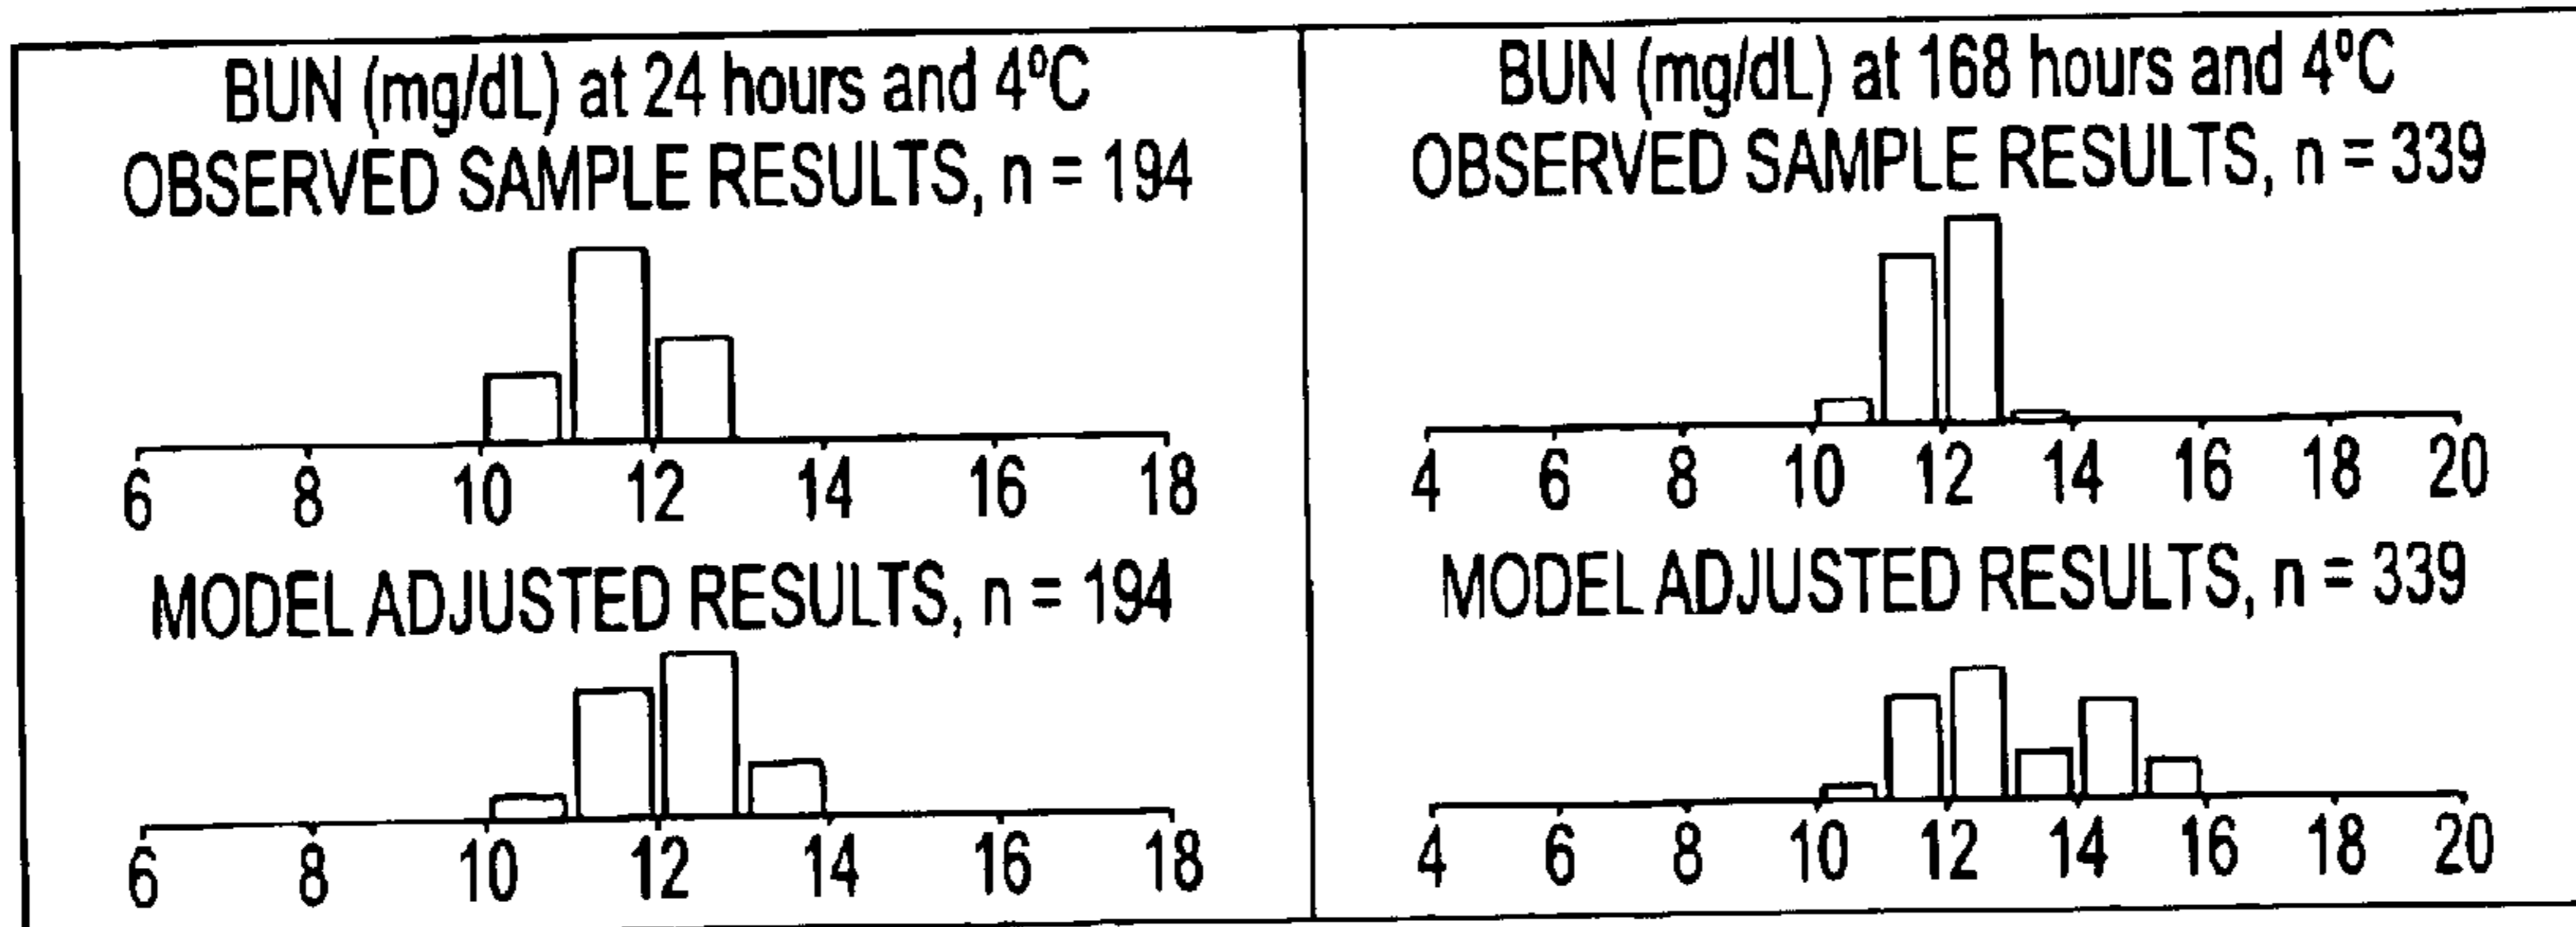 BUN (mg/dL) at 24 hours and 4ºC
OBSERVED SAMPLE RESULTS, n = 194
6 8 10 12 14 16 18
MODEL ADJUSTED RESULTS, n = 194
6 8 10 12 14 16 18
BUN (mg/dL) at 168 hours and 4ºC
OBSERVED SAMPLE RESULTS, n = 339
4 6 8 10 12 14 16 18 20
MODEL ADJUSTED RESULTS, n = 339
4 6 8 10 12 14 16 18 20